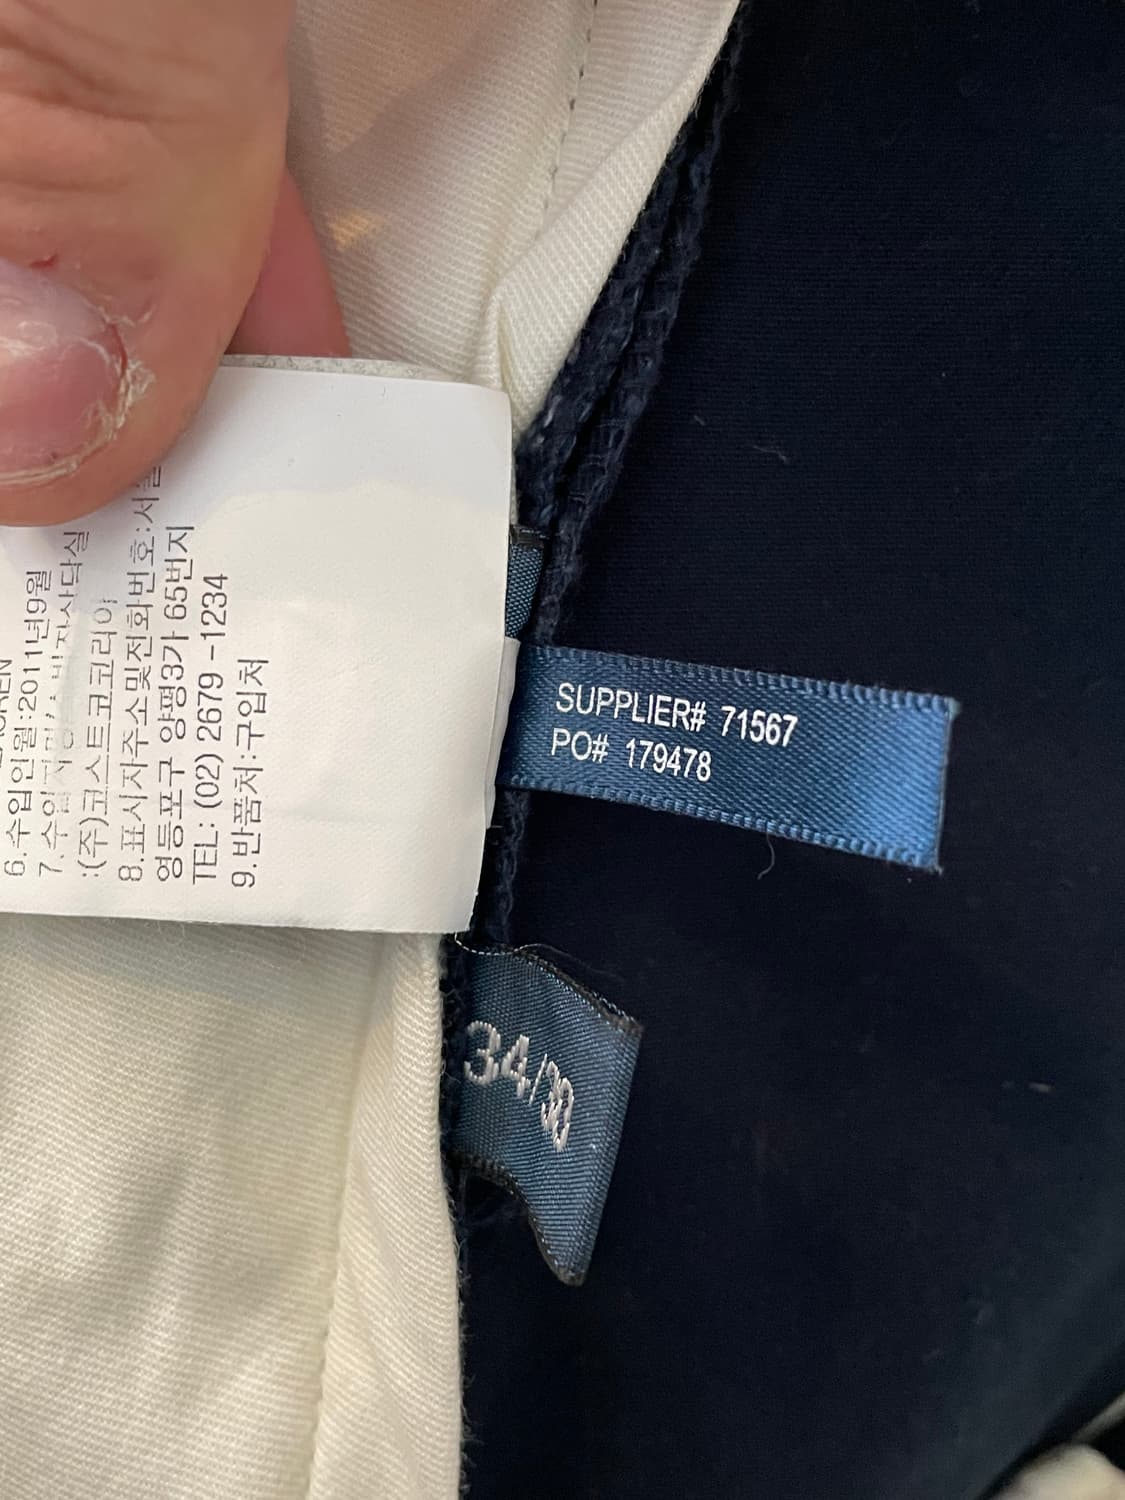 6.수입인월:2011년9월
:(주)코스트코코리아
8.표시자주소및전화번호:서울
영등포구 양평3가 65번지
TEL: (02) 2679 -1234
9.반품처:구입처
SUPPLIER# 71567
PO# 179478
34/30